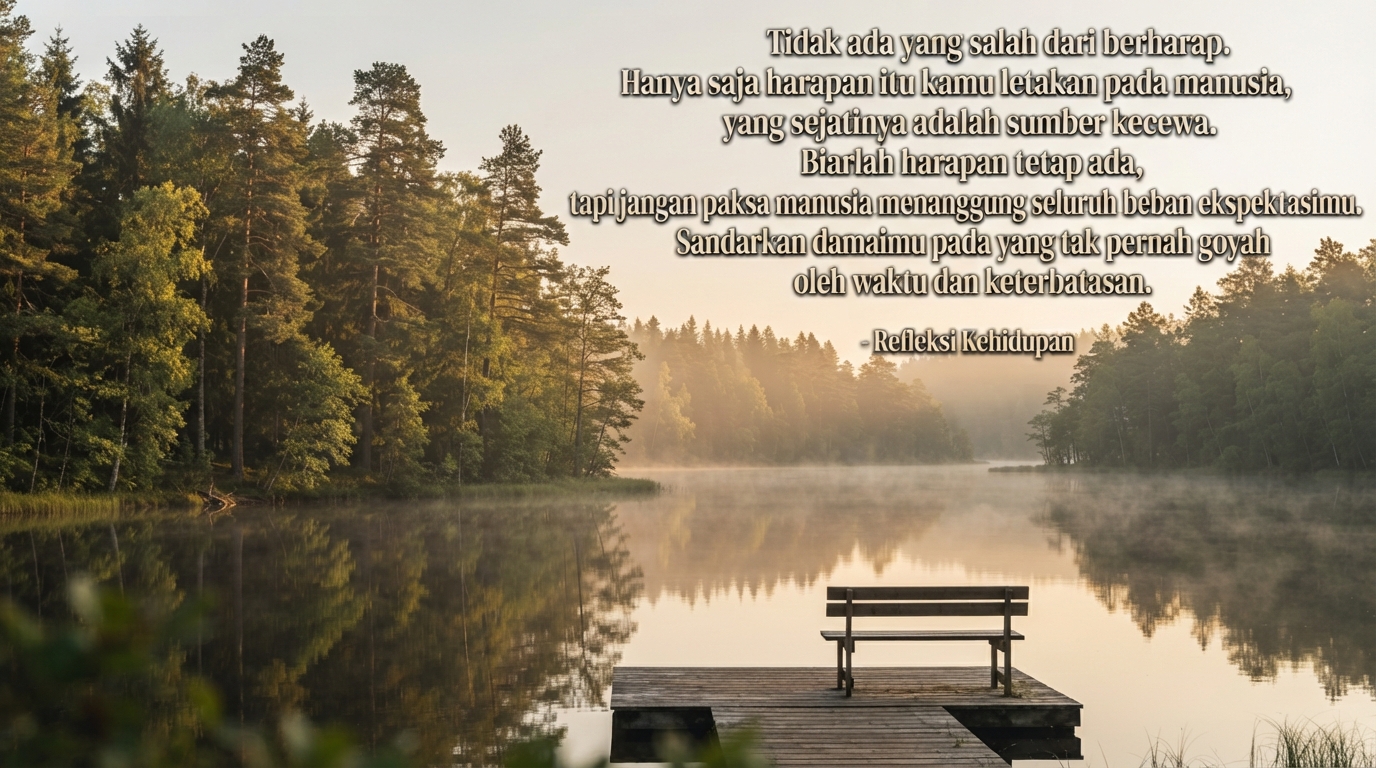 Tidak ada yang salah dari berharap.
Hanya saja harapan itu kamu letakan pada manusia,
yang sejatinya adalah sumber kecewa.
Biarlah harapan tetap ada,
tapi jangan paksa manusia menanggung seluruh beban ekspektasimu.
Sandarkan damaimu pada yang tak pernah goyah
oleh waktu dan keterbatasan.
- Refleksi Kehidupan